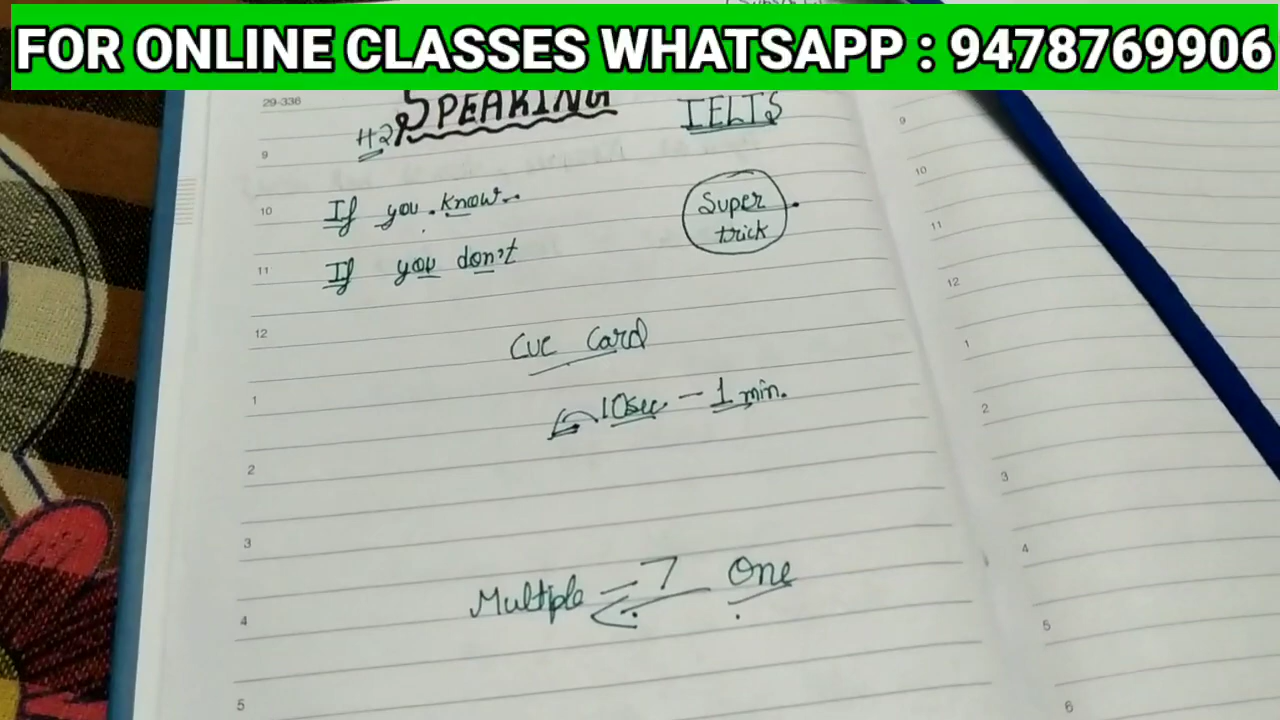 FOR ONLINE CLASSES WHATSAPP : 9478769906
29-336
SPEAKING
IELTS
H2
9
9
10
If you know..
Super
trick
10
11
If you don't
11
12
Cue Card
12
1
10sec - 1 min.
1
2
2
3
3
Multiple 7 One
4
4
5
5
6